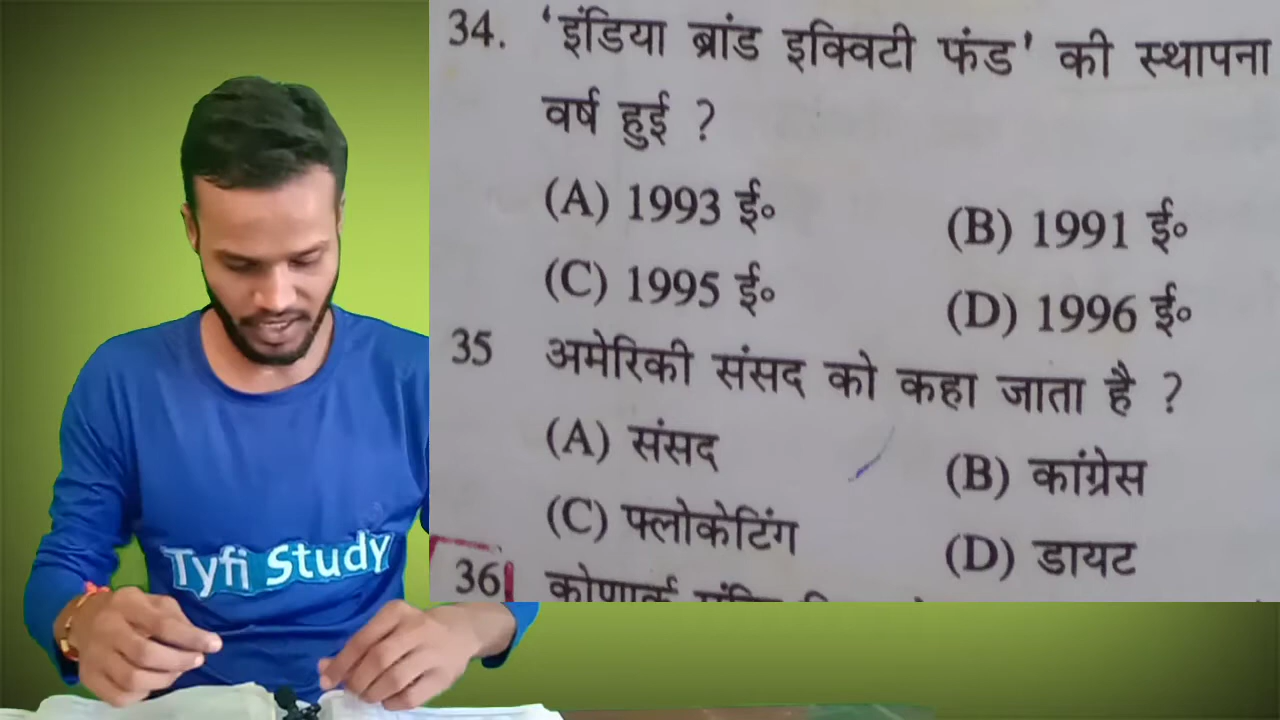 34. 'इंडिया ब्रांड इक्विटी फंड' की स्थापना
वर्ष हुई ?
(A) 1993 ई० (B) 1991 ई०
(C) 1995 ई० (D) 1996 ई०
35 अमेरिकी संसद को कहा जाता है ?
(A) संसद (B) कांग्रेस
(C) फ्लोकेटिंग (D) डायट
36 कोणार्क
Tyfi Study